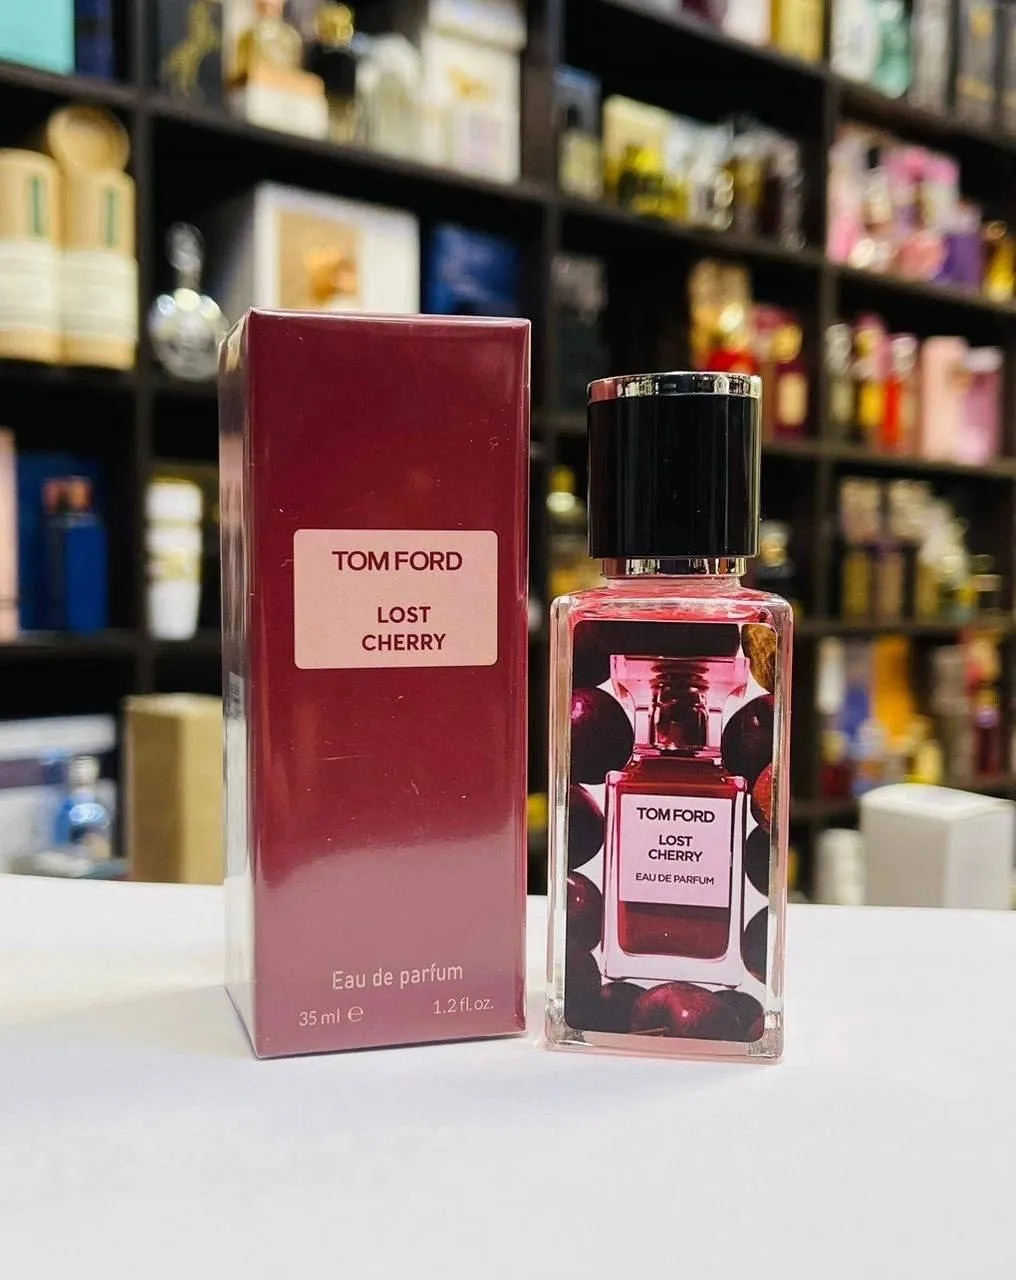 TOM FORD
LOST
CHERRY
Eau de parfum
35 ml ℮
1.2 fl. oz.
TOM FORD
LOST
CHERRY
EAU DE PARFUM